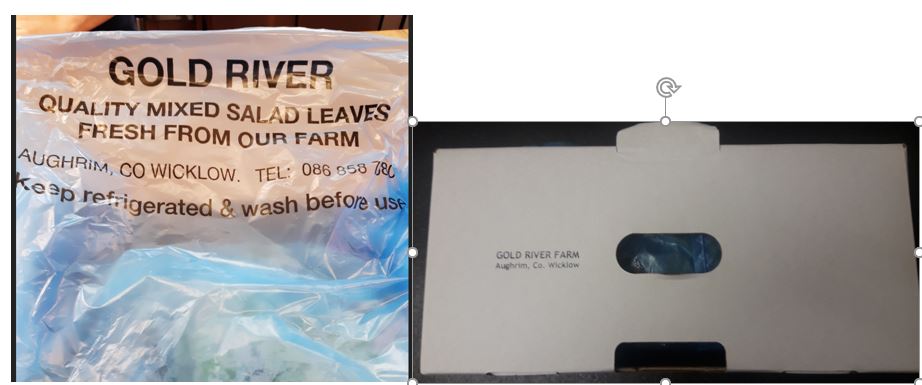 GOLD RIVER
QUALITY MIXED SALAD LEAVES
FRESH FROM OUR FARM
AUGHRIM, CO WICKLOW. TEL: 086 858
Keep refrigerated & wash before use
GOLD RIVER FARM
Aughrim, Co. Wicklow